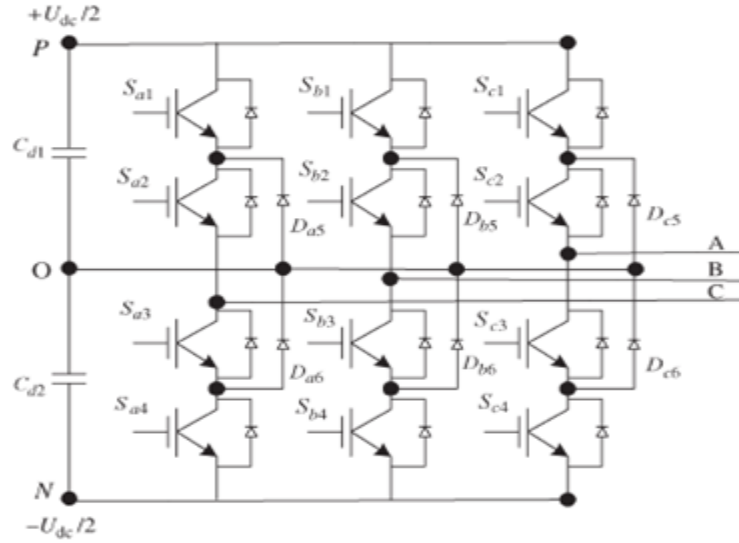 +U_dc/2
P
S_a1
S_b1
S_c1
C_d1
S_a2
S_b2
S_c2
D_a5
D_b5
D_c5
A
O
B
C
S_a3
S_b3
S_c3
D_a6
D_b6
D_c6
C_d2
S_a4
S_b4
S_c4
N
−U_dc/2